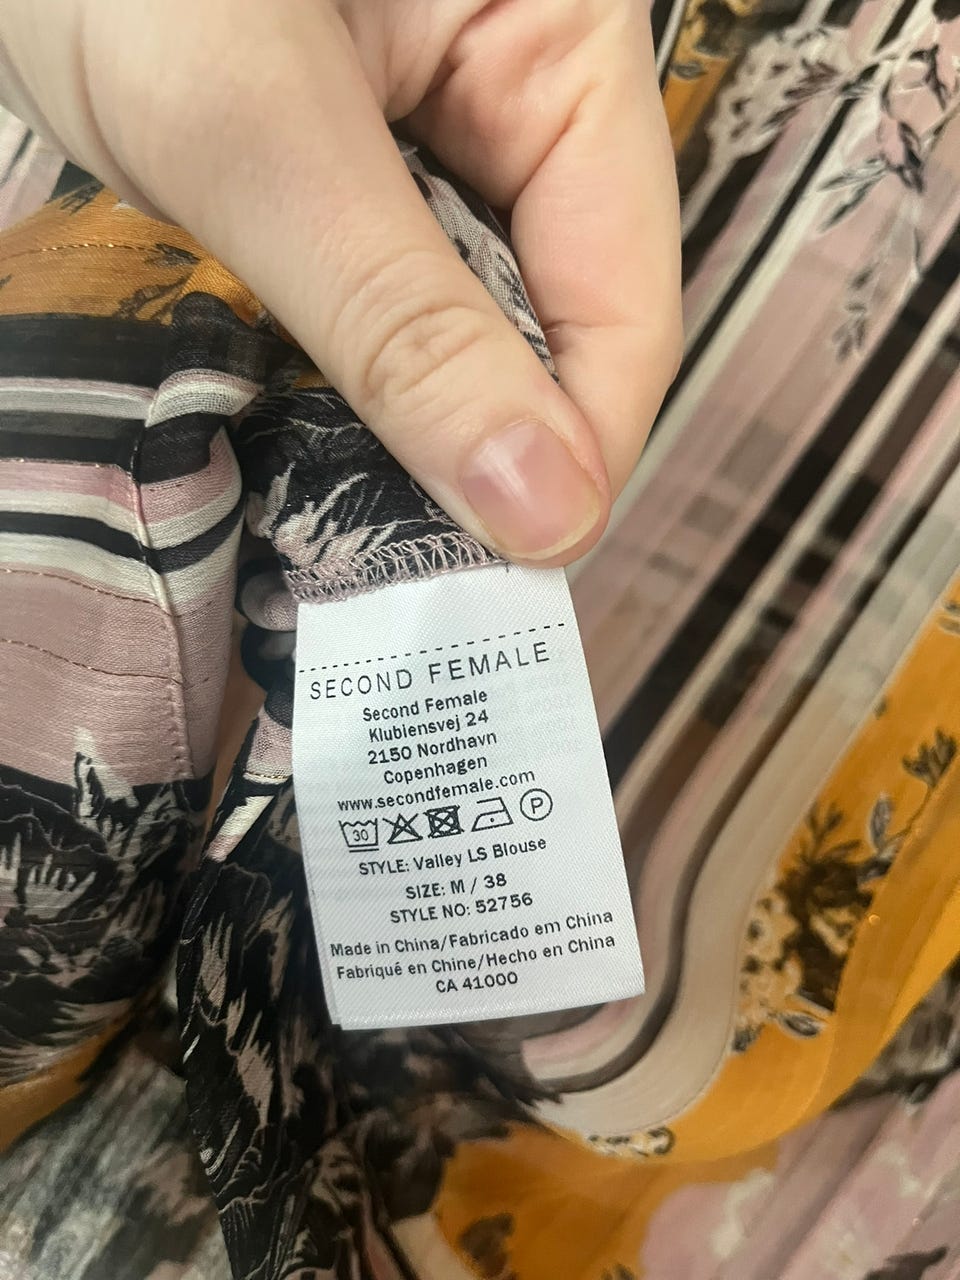 SECOND FEMALE
Second Female
Klubiensvej 24
2150 Nordhavn
Copenhagen
www.secondfemale.com
30 P
STYLE: Valley LS Blouse
SIZE: M / 38
STYLE NO: 52756
Made in China/Fabricado em China
Fabriqué en Chine/Hecho en China
CA 41000